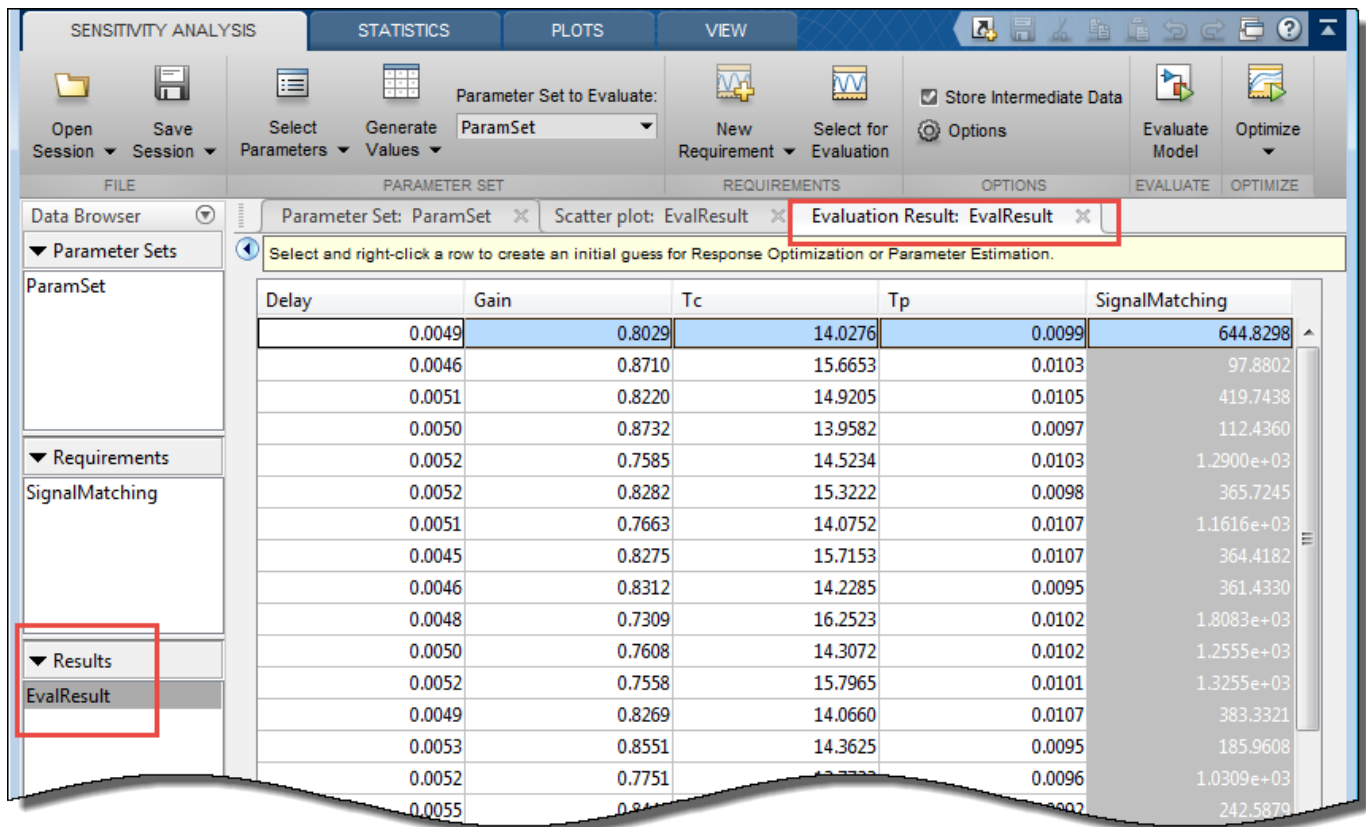 SENSITIVITY ANALYSIS STATISTICS PLOTS VIEW
Open Session Save Session Select Parameters Generate Values Parameter Set to Evaluate: ParamSet New Requirement Select for Evaluation Store Intermediate Data Options Evaluate Model Optimize
FILE PARAMETER SET REQUIREMENTS OPTIONS EVALUATE OPTIMIZE
Data Browser
Parameter Sets
ParamSet
Requirements
SignalMatching
Results
EvalResult
Parameter Set: ParamSet Scatter plot: EvalResult Evaluation Result: EvalResult
Select and right-click a row to create an initial guess for Response Optimization or Parameter Estimation.
Delay Gain Tc Tp SignalMatching
0.0049 0.8029 14.0276 0.0099 644.8298
0.0046 0.8710 15.6653 0.0103 97.8802
0.0051 0.8220 14.9205 0.0105 419.7438
0.0050 0.8732 13.9582 0.0097 112.4360
0.0052 0.7585 14.5234 0.0103 1.2900e+03
0.0052 0.8282 15.3222 0.0098 365.7245
0.0051 0.7663 14.0752 0.0107 1.1616e+03
0.0045 0.8275 15.7153 0.0107 364.4182
0.0046 0.8312 14.2285 0.0095 361.4330
0.0048 0.7309 16.2523 0.0102 1.8083e+03
0.0050 0.7608 14.3072 0.0102 1.2555e+03
0.0052 0.7558 15.7965 0.0101 1.3255e+03
0.0049 0.8269 14.0660 0.0107 383.3321
0.0053 0.8551 14.3625 0.0095 185.9608
0.0052 0.7751 0.0096 1.0309e+03
0.0055 242.5879